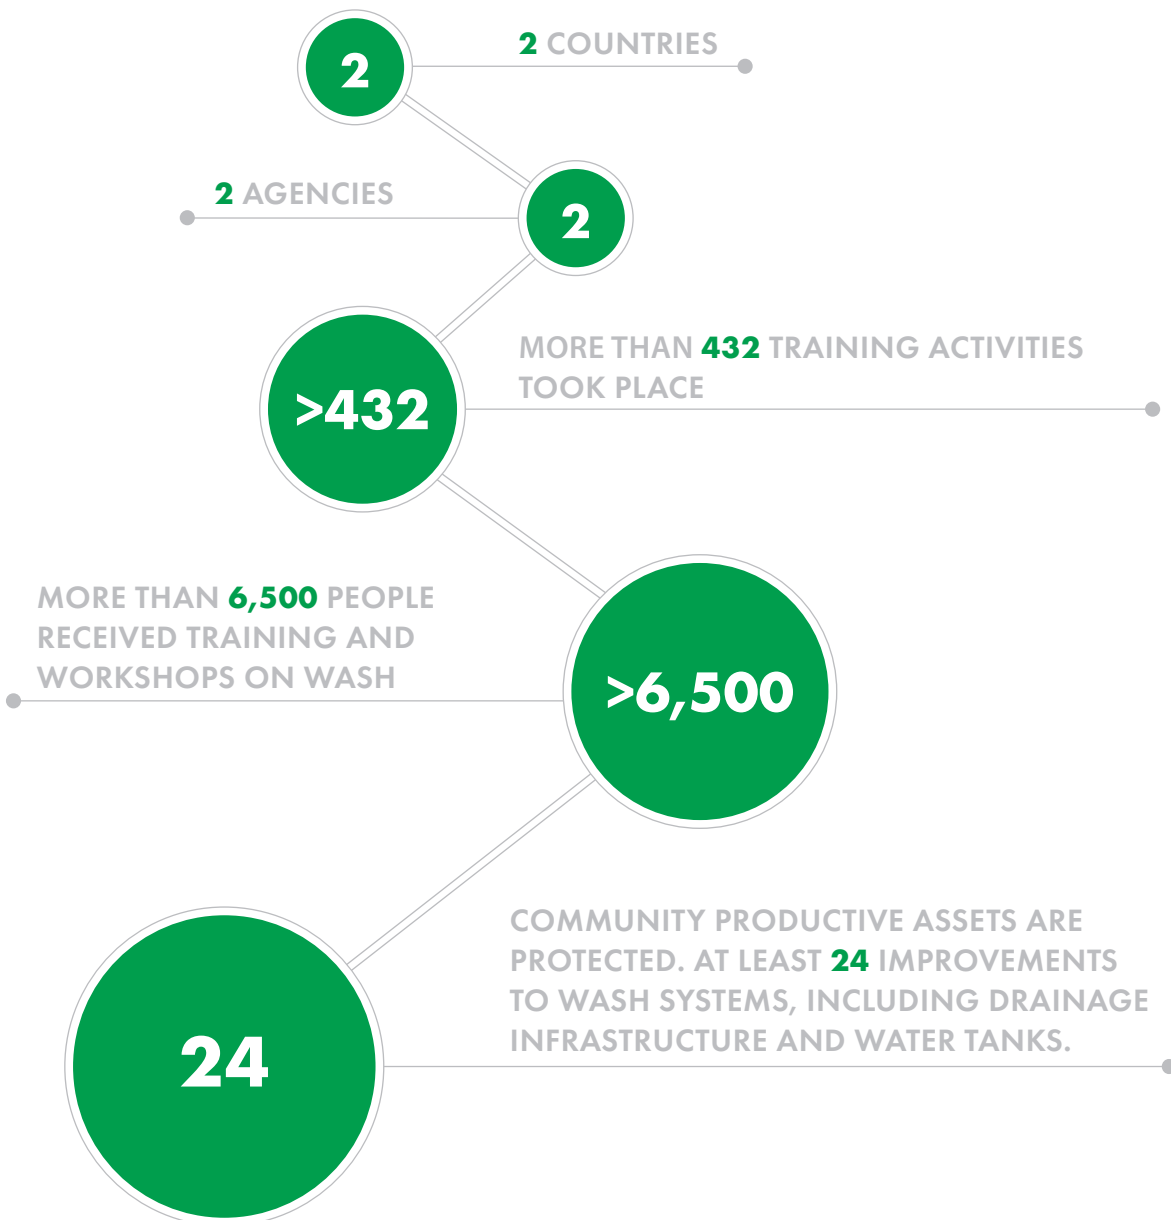 2 COUNTRIES
2
2 AGENCIES
2
MORE THAN 432 TRAINING ACTIVITIES
TOOK PLACE
>432
MORE THAN 6,500 PEOPLE
RECEIVED TRAINING AND
WORKSHOPS ON WASH
>6,500
COMMUNITY PRODUCTIVE ASSETS ARE
PROTECTED. AT LEAST 24 IMPROVEMENTS
TO WASH SYSTEMS, INCLUDING DRAINAGE
INFRASTRUCTURE AND WATER TANKS.
24